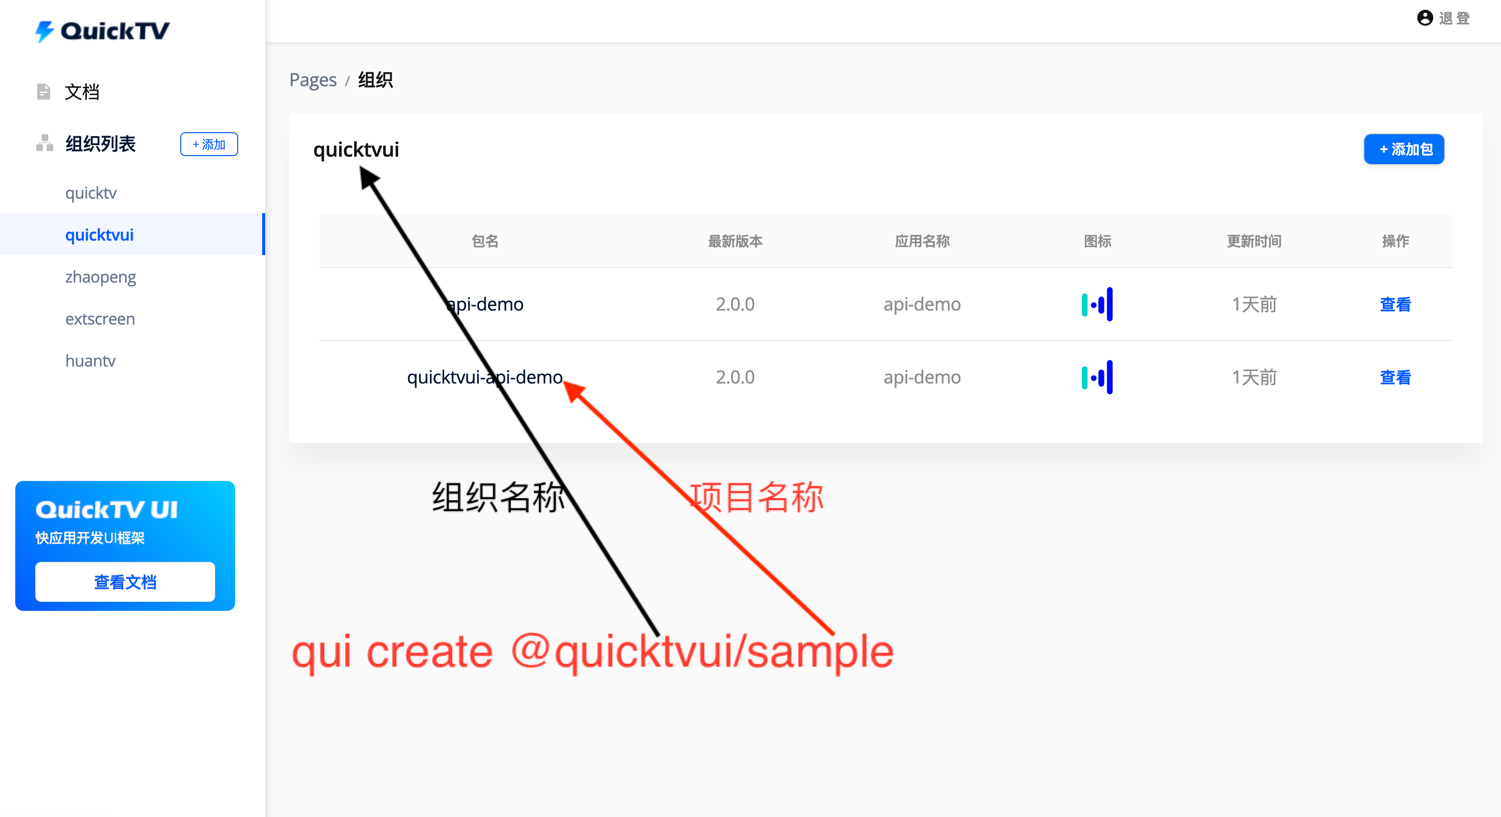 QuickTV
退 登
文档
Pages / 组织
组织列表
+ 添加
quicktv
quicktvui
zhaopeng
extscreen
huantv
quicktvui
+ 添加包
包名 最新版本 应用名称 图标 更新时间 操作
api-demo 2.0.0 api-demo 1天前 查看
quicktvui-api-demo 2.0.0 api-demo 1天前 查看
组织名称 项目名称
QuickTV UI
快应用开发UI框架
查看文档
qui create @quicktvui/sample